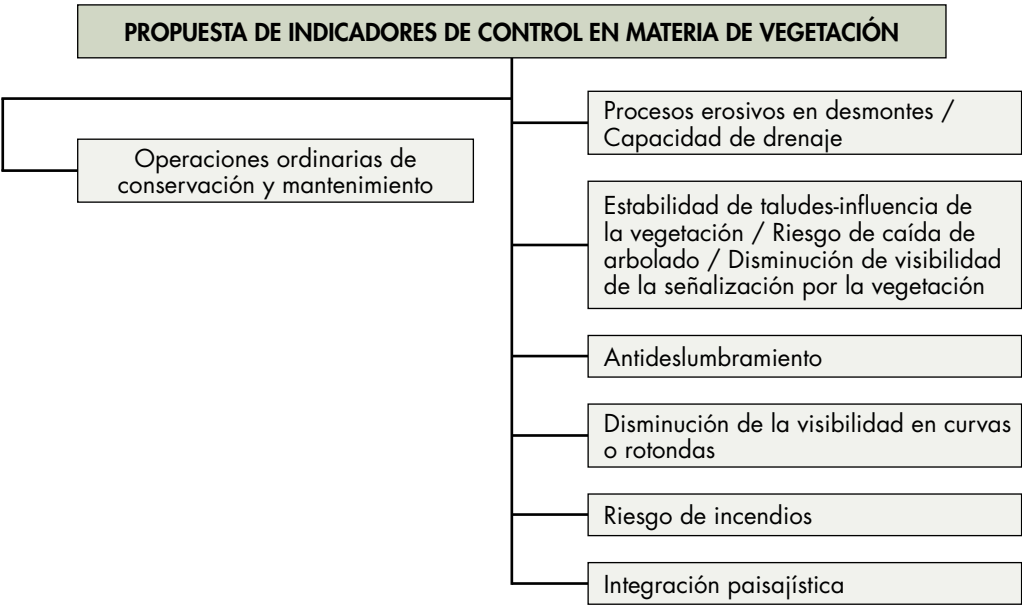 PROPUESTA DE INDICADORES DE CONTROL EN MATERIA DE VEGETACIÓN
Operaciones ordinarias de
conservación y mantenimiento
Procesos erosivos en desmontes /
Capacidad de drenaje
Estabilidad de taludes-influencia de
la vegetación / Riesgo de caída de
arbolado / Disminución de visibilidad
de la señalización por la vegetación
Antideslumbramiento
Disminución de la visibilidad en curvas
o rotondas
Riesgo de incendios
Integración paisajística